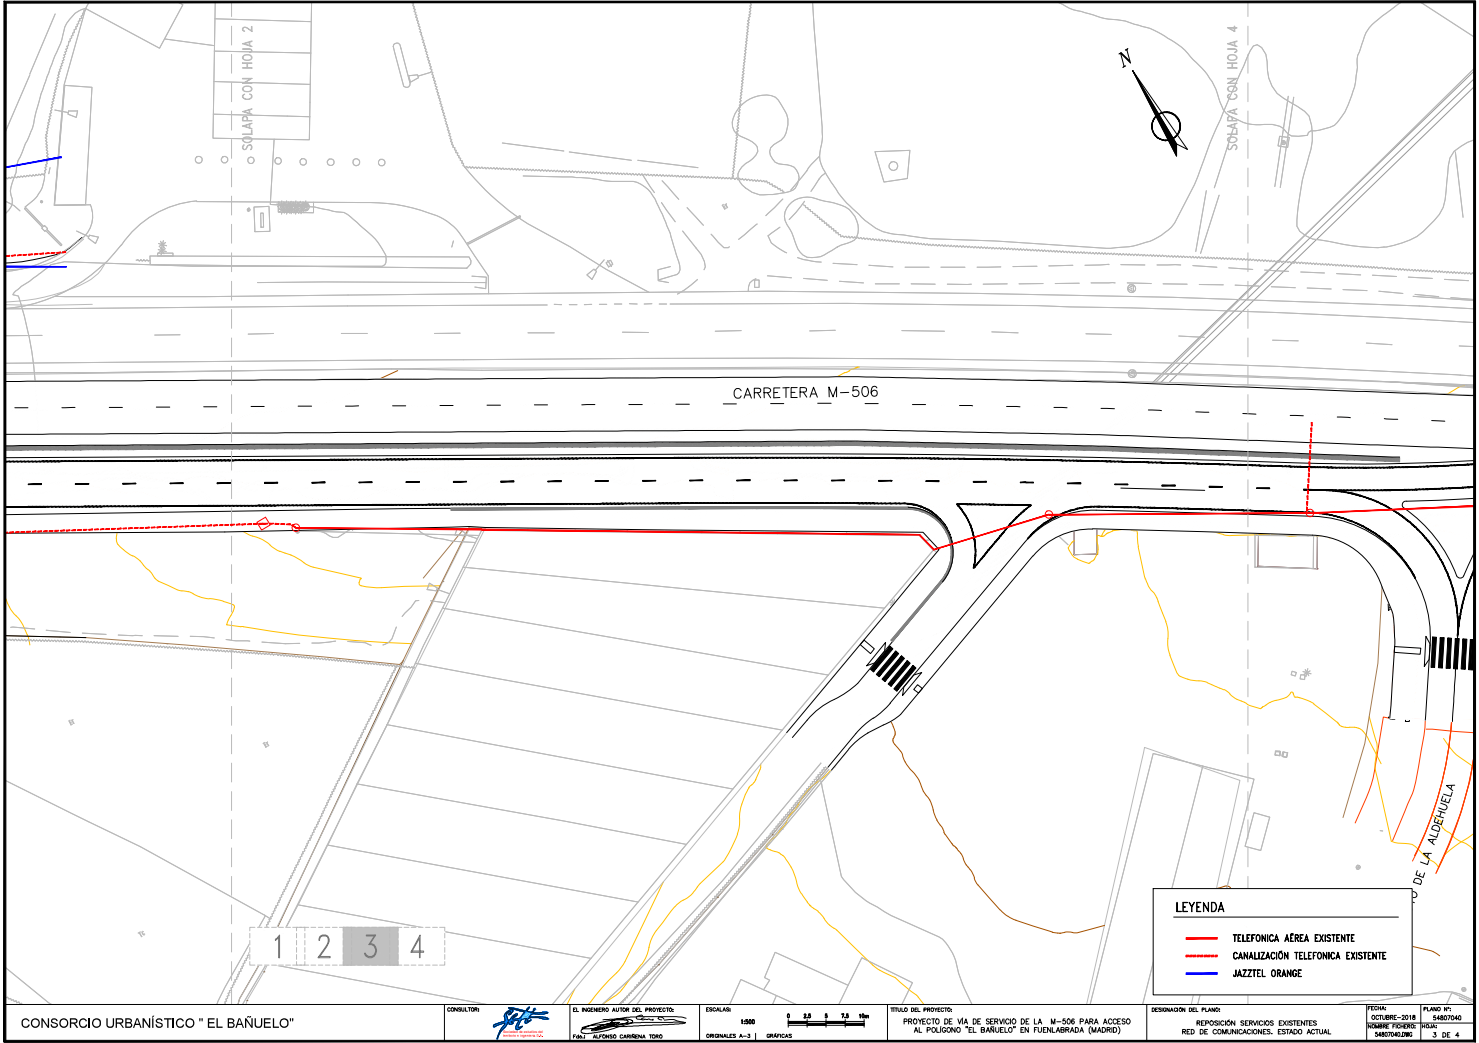 SOLAPA CON HOJA 2
SOLAPA CON HOJA 4
N
CARRETERA M-506
DE LA ALDEHUELA
1 2 3 4
LEYENDA
TELEFONICA AÉREA EXISTENTE
CANALIZACIÓN TELEFONICA EXISTENTE
JAZZTEL ORANGE
CONSORCIO URBANÍSTICO " EL BAÑUELO"
CONSULTOR:
EL INGENIERO AUTOR DEL PROYECTO:
Fdo.: ALFONSO CARIÑENA TORO
ESCALAS:
1:500
ORIGINALES A-3
GRÁFICAS
0 2,5 5 7,5 10m
TITULO DEL PROYECTO:
PROYECTO DE VÍA DE SERVICIO DE LA M-506 PARA ACCESO
AL POLÍGONO "EL BAÑUELO" EN FUENLABRADA (MADRID)
DESIGNACIÓN DEL PLANO:
REPOSICIÓN SERVICIOS EXISTENTES
RED DE COMUNICACIONES. ESTADO ACTUAL
FECHA:
OCTUBRE-2018
NOMBRE FICHERO:
54807040.DWG
PLANO Nº:
54807040
HOJA:
3 DE 4